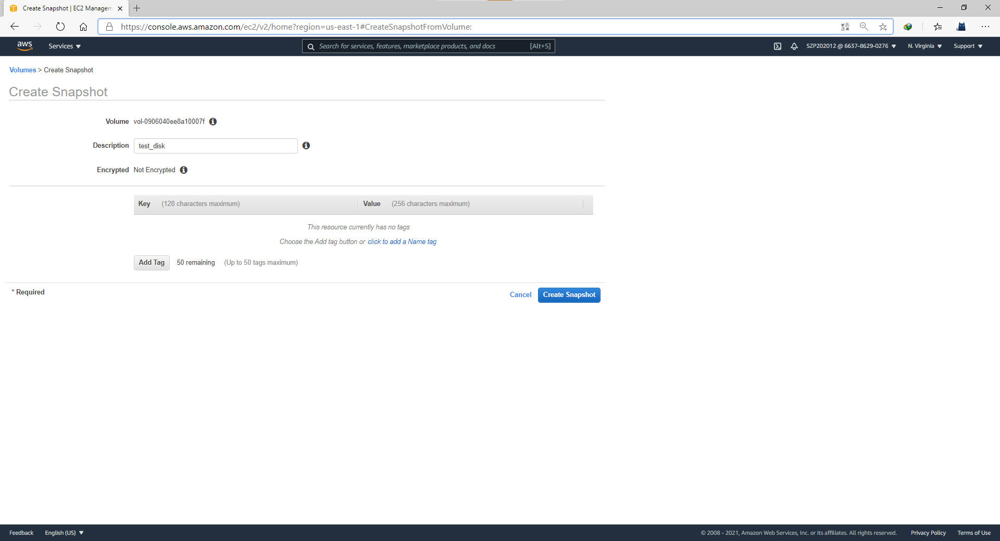 Create Snapshot | EC2 Managem
https://console.aws.amazon.com/ec2/v2/home?region=us-east-1#CreateSnapshotFromVolume:
aws Services Search for services, features, marketplace products, and docs [Alt+S] SZP202012 @ 6637-8629-0276 N. Virginia Support
Volumes > Create Snapshot
Create Snapshot
Volume vol-0906040ee8a10007f
Description test_disk
Encrypted Not Encrypted
Key (128 characters maximum) Value (256 characters maximum)
This resource currently has no tags
Choose the Add tag button or click to add a Name tag
Add Tag 50 remaining (Up to 50 tags maximum)
* Required Cancel Create Snapshot
Feedback English (US) © 2008 - 2021, Amazon Web Services, Inc. or its affiliates. All rights reserved. Privacy Policy Terms of Use